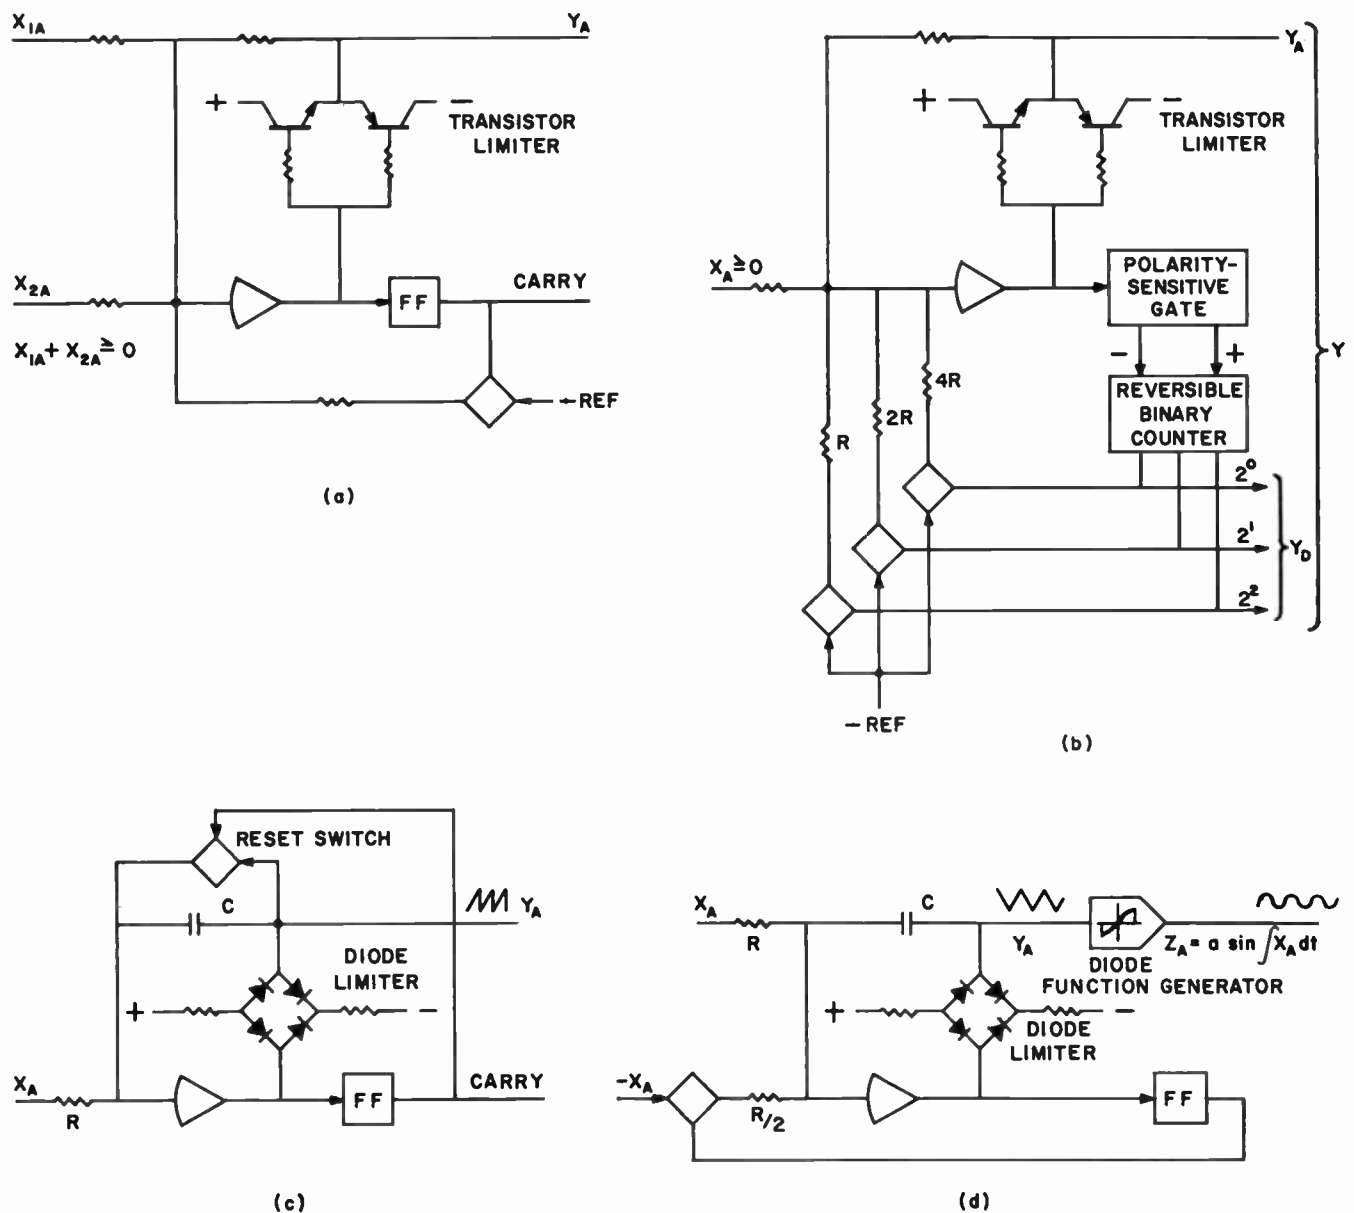 X1A
YA
+
−
TRANSISTOR
LIMITER
X2A
FF
CARRY
X1A + X2A ≧ 0
−REF
(a)
YA
+
−
TRANSISTOR
LIMITER
XA ≧ 0
POLARITY-
SENSITIVE
GATE
Y
−
+
REVERSIBLE
BINARY
COUNTER
4R
2R
R
2⁰
2¹
YD
2²
− REF
(b)
RESET SWITCH
C
YA
DIODE
LIMITER
+
−
XA
R
FF
CARRY
(c)
XA
R
C
YA
ZA = a sin ∫XA dt
DIODE
FUNCTION GENERATOR
+
−
DIODE
LIMITER
−XA
R/2
FF
(d)